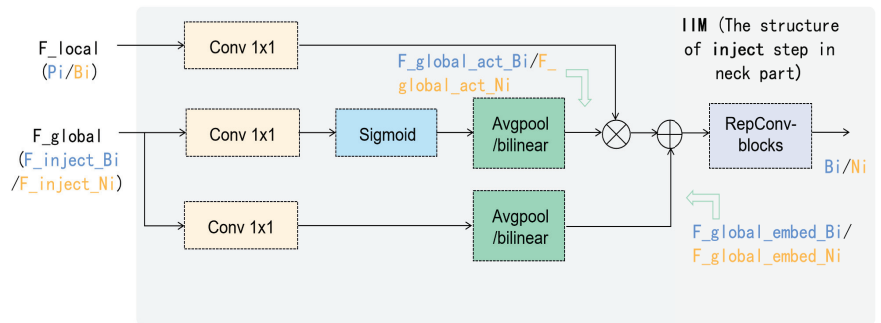 F_local
(Pi/Bi)
Conv 1x1
F_global_act_Bi/F_
global_act_Ni
IIM (The structure
of inject step in
neck part)
F_global
(F_inject_Bi
/F_inject_Ni)
Conv 1x1
Sigmoid
Avgpool
/bilinear
RepConv-
blocks
Bi/Ni
Conv 1x1
Avgpool
/bilinear
F_global_embed_Bi/
F_global_embed_Ni